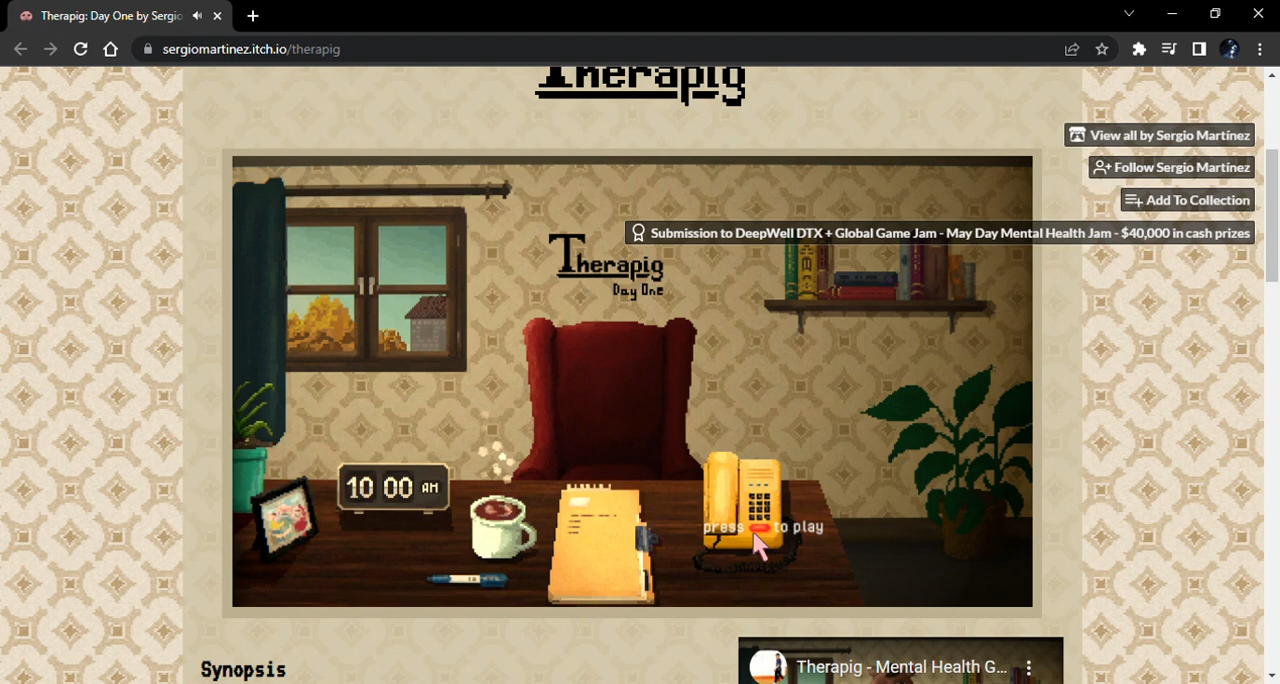 Therapig: Day One by Sergio
sergiomartinez.itch.io/therapig
Therapig
View all by Sergio Martínez
Follow Sergio Martínez
Add To Collection
Submission to DeepWell DTX + Global Game Jam - May Day Mental Health Jam - $40,000 in cash prizes
Therapig
Day One
10 00 AM
press to play
Synopsis
Therapig - Mental Health G...